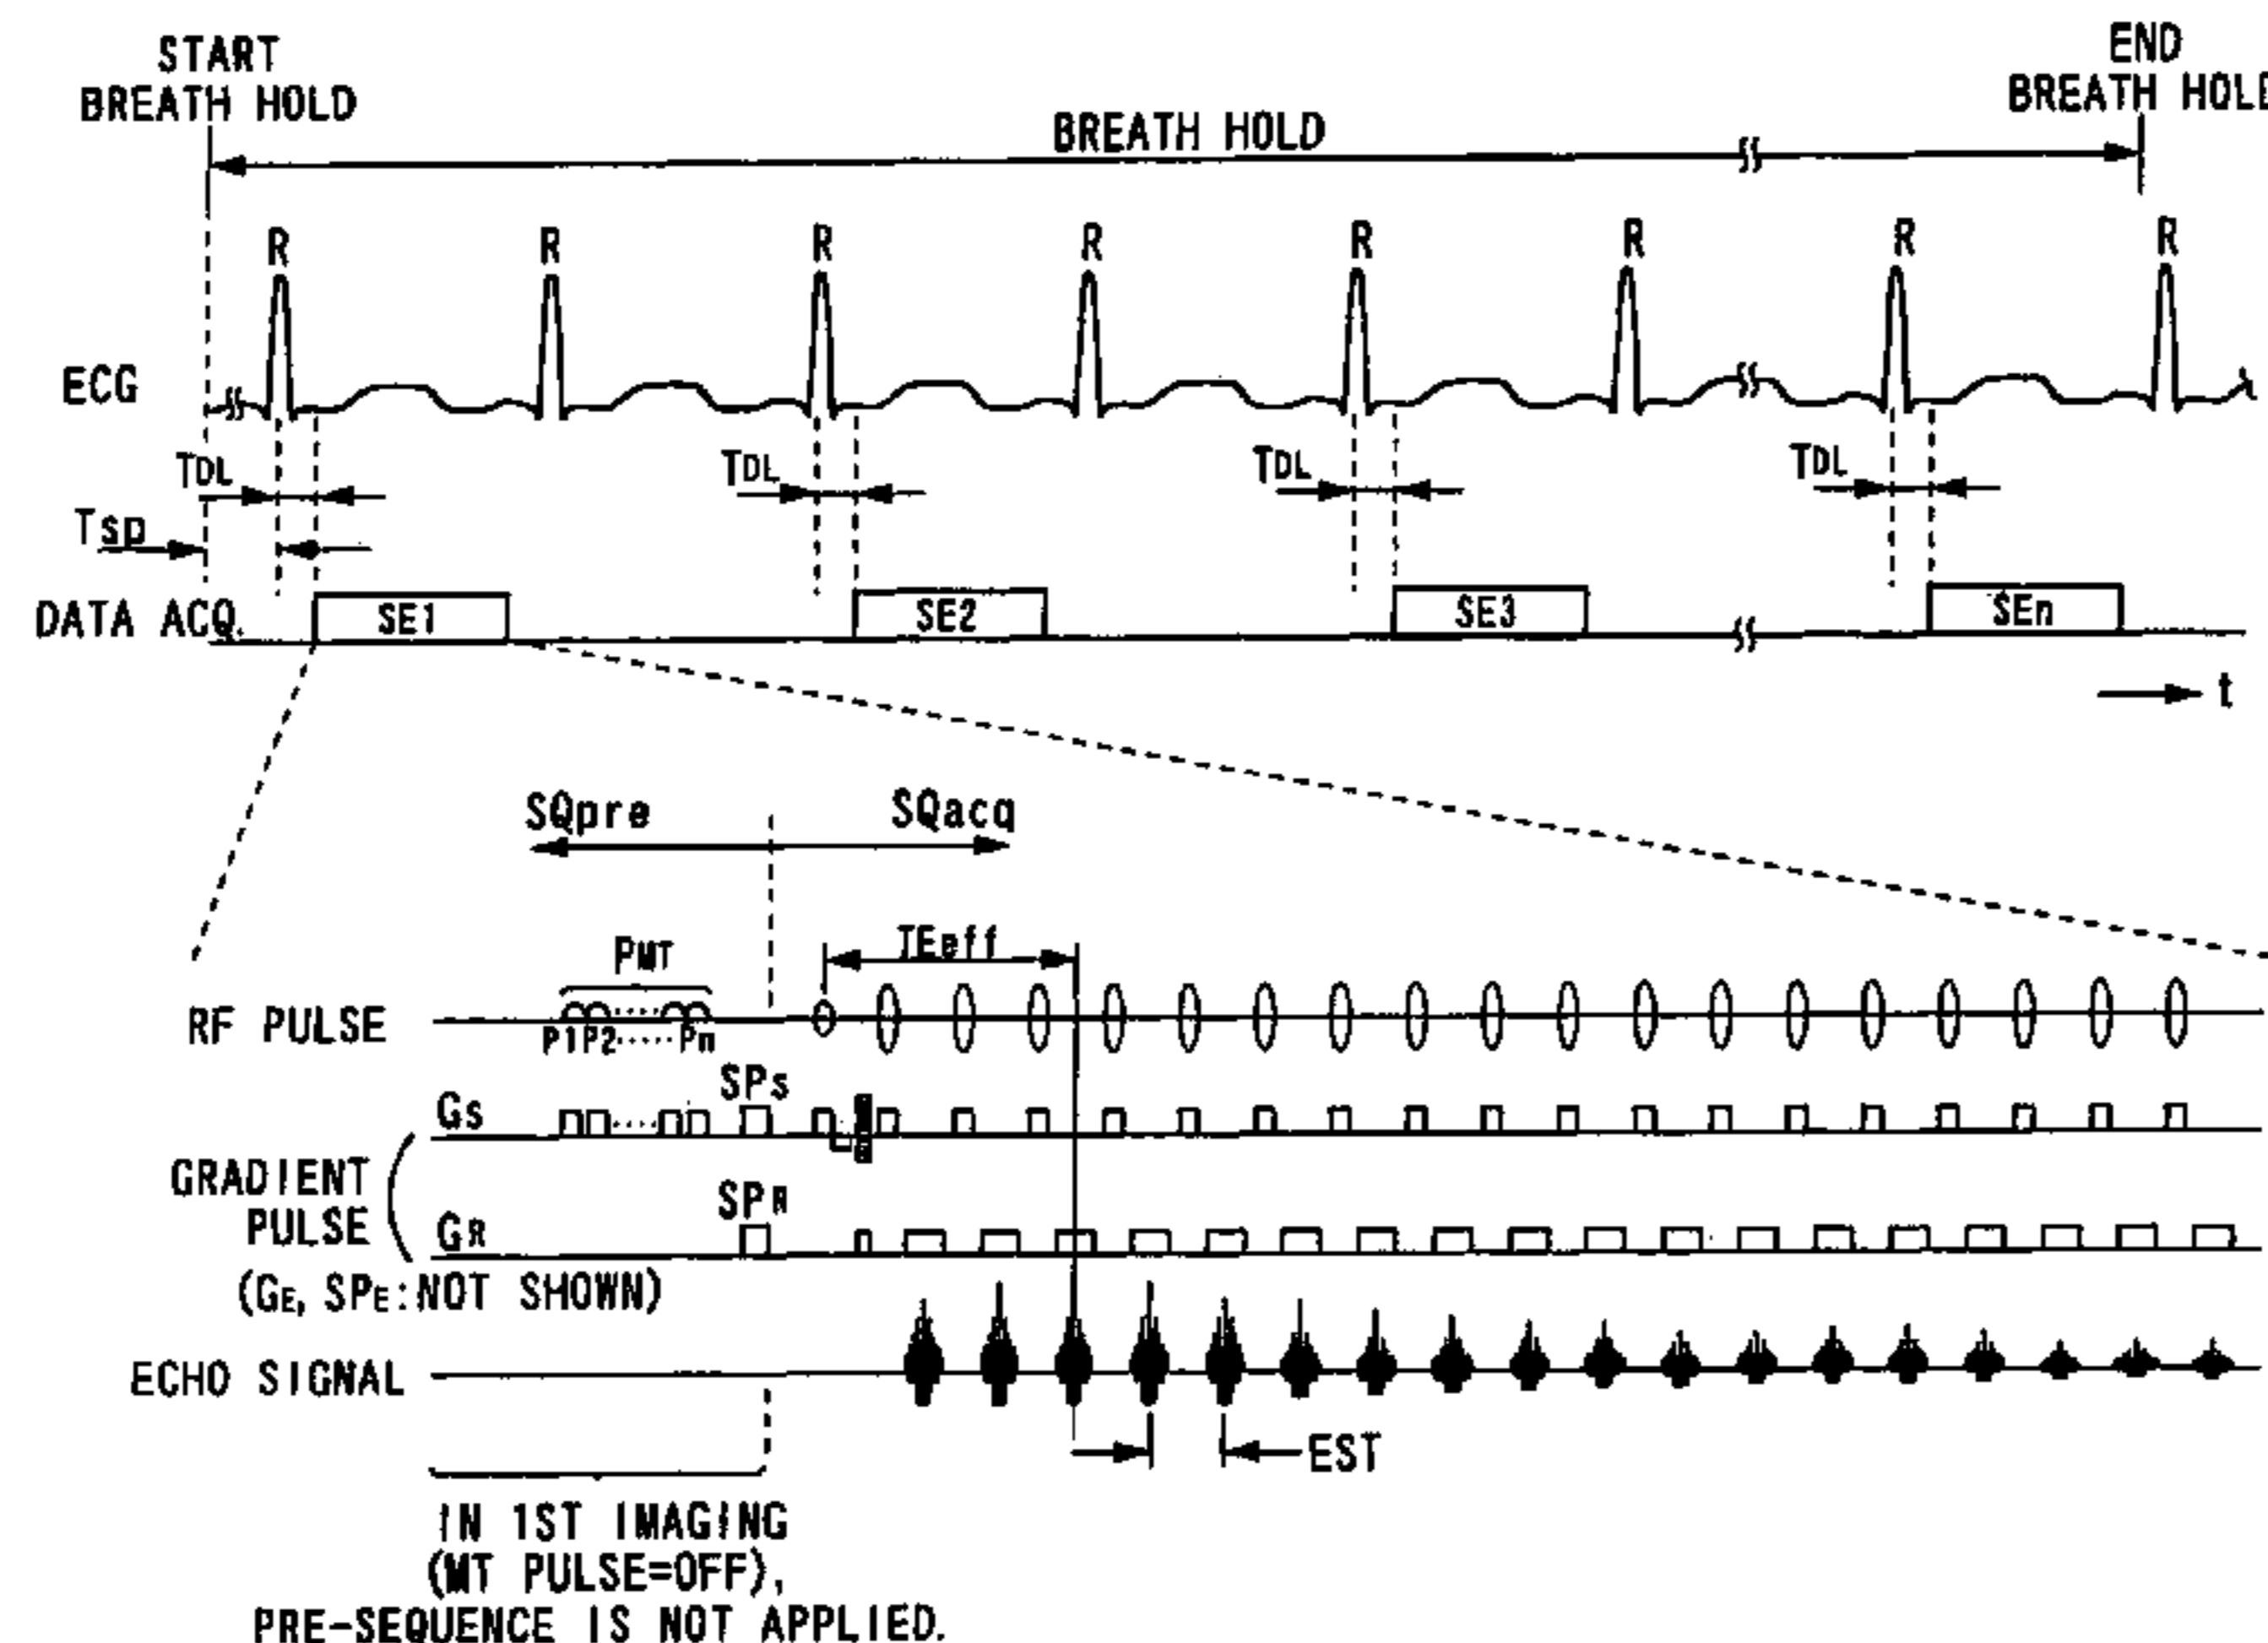 START
BREATH HOLD
BREATH HOLD
END
BREATH HOLD
R R R R R R R R
ECG
TDL TDL TDL TDL
Tsp
DATA ACQ.
SE1 SE2 SE3 SEn
t
SQpre SQacq
PMT
TEeff
RF PULSE
P1P2·····Pn
SPs
Gs
GRADIENT
PULSE
SPR
GR
(GE, SPE:NOT SHOWN)
ECHO SIGNAL
EST
IN 1ST IMAGING
(MT PULSE=OFF),
PRE-SEQUENCE IS NOT APPLIED.